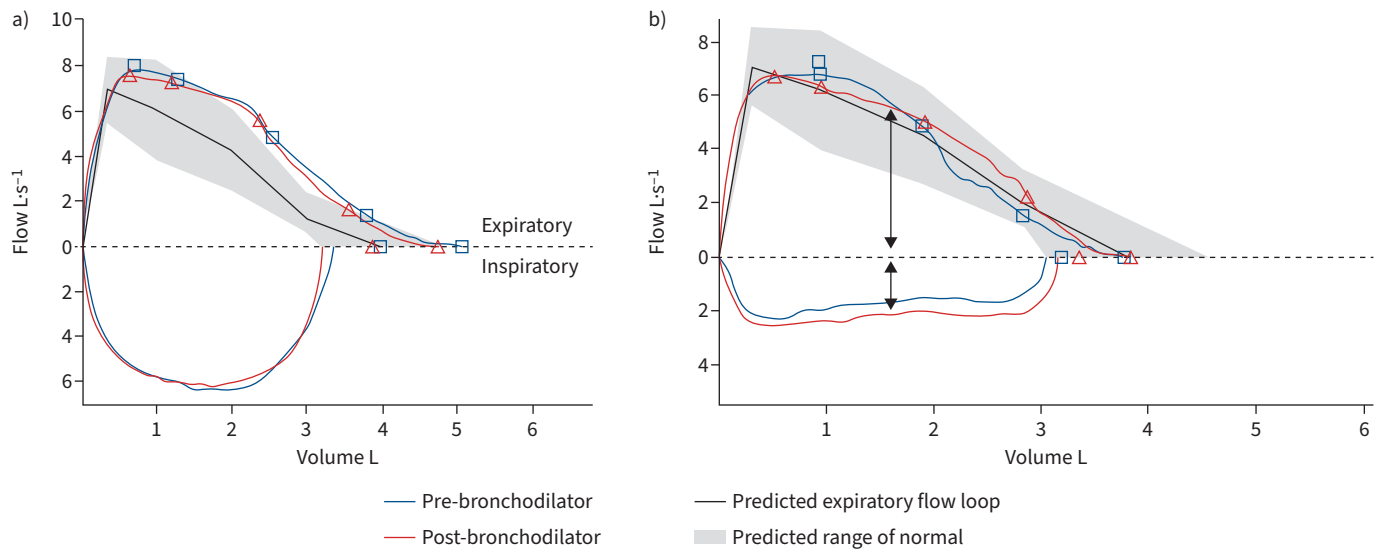 a)
10
8
6
4
2
0
2
4
6
Flow L·s⁻¹
Expiratory
Inspiratory
1 2 3 4 5 6
Volume L
b)
8
6
4
2
0
2
4
Flow L·s⁻¹
1 2 3 4 5 6
Volume L
Pre-bronchodilator
Post-bronchodilator
Predicted expiratory flow loop
Predicted range of normal